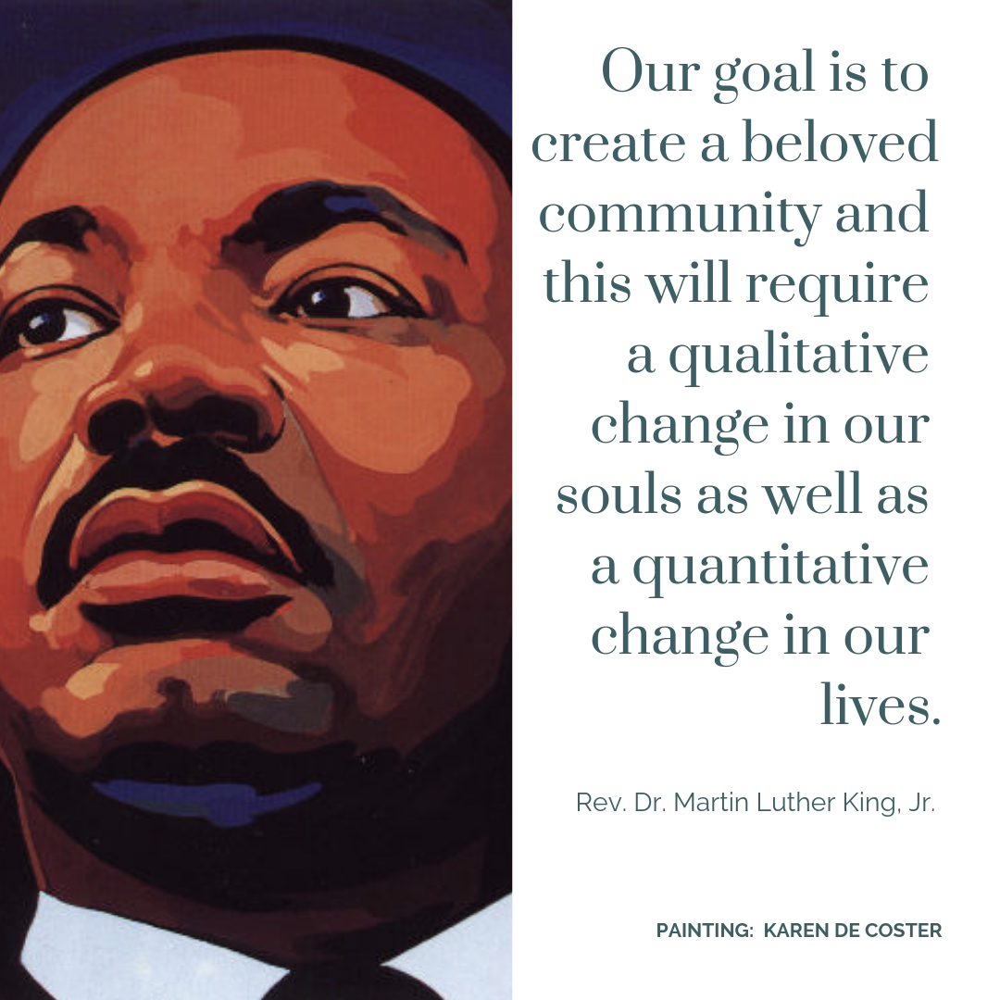 Our goal is to
create a beloved
community and
this will require
a qualitative
change in our
souls as well as
a quantitative
change in our
lives.
Rev. Dr. Martin Luther King, Jr.
PAINTING: KAREN DE COSTER